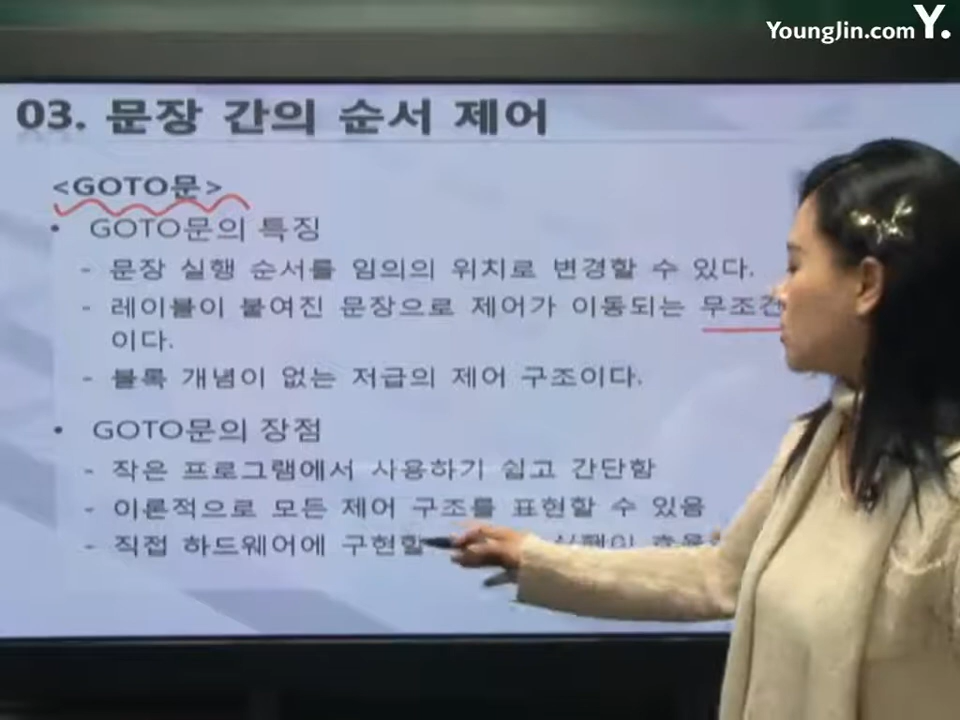 YoungJin.com Y.
03. 문장 간의 순서 제어
<GOTO문>
• GOTO문의 특징
- 문장 실행 순서를 임의의 위치로 변경할 수 있다.
- 레이블이 붙여진 문장으로 제어가 이동되는 무조건
이다.
- 블록 개념이 없는 저급의 제어 구조이다.
• GOTO문의 장점
- 작은 프로그램에서 사용하기 쉽고 간단함
- 이론적으로 모든 제어 구조를 표현할 수 있음
- 직접 하드웨어에 구현할